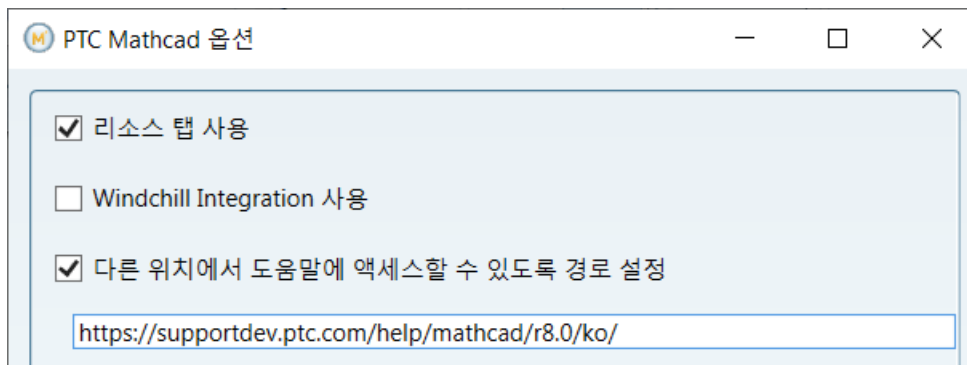 PTC Mathcad 옵션
리소스 탭 사용
Windchill Integration 사용
다른 위치에서 도움말에 액세스할 수 있도록 경로 설정
https://supportdev.ptc.com/help/mathcad/r8.0/ko/